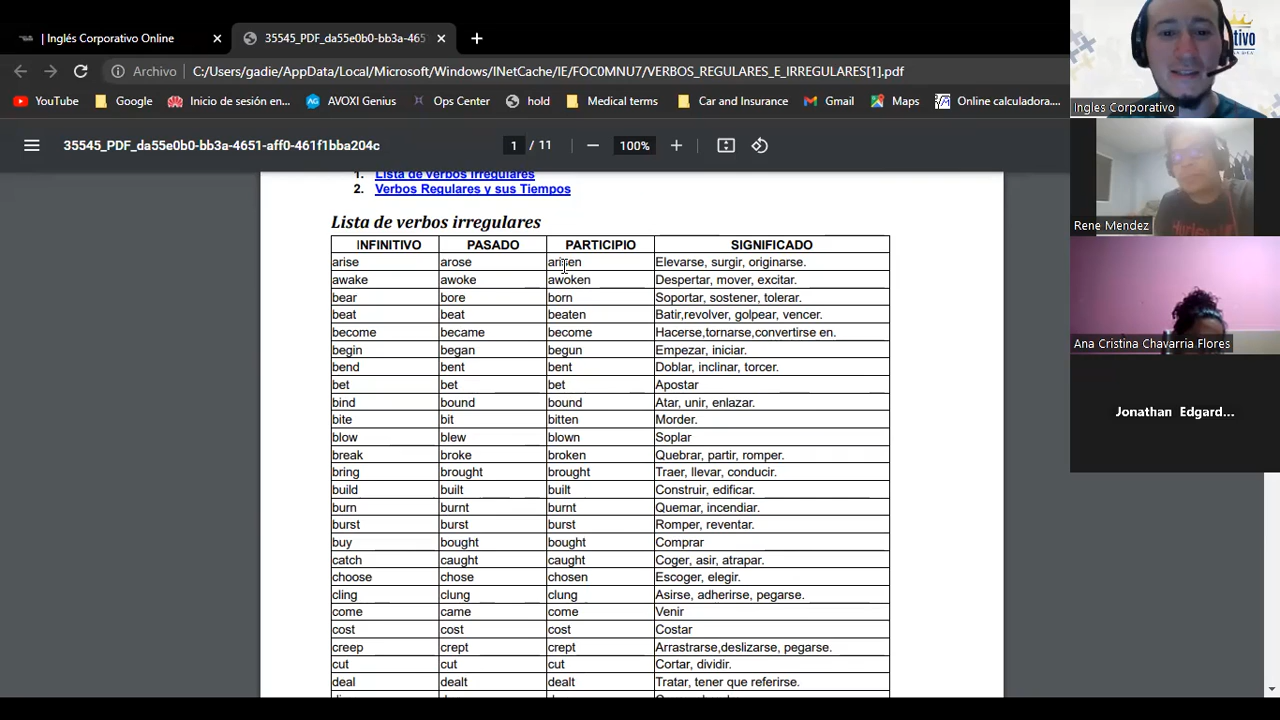 | Inglés Corporativo Online
35545_PDF_da55e0b0-bb3a-465
Archivo
C:/Users/gadie/AppData/Local/Microsoft/Windows/INetCache/IE/FOC0MNU7/VERBOS_REGULARES_E_IRREGULARES[1].pdf
YouTube Google Inicio de sesión en... AVOXI Genius Ops Center hold Medical terms Car and Insurance Gmail Maps Online calculadora....
35545_PDF_da55e0b0-bb3a-4651-aff0-461f1bba204c
1 / 11
100%
1. Lista de verbos irregulares
2. Verbos Regulares y sus Tiempos
Lista de verbos irregulares
INFINITIVO PASADO PARTICIPIO SIGNIFICADO
arise arose arisen Elevarse, surgir, originarse.
awake awoke awoken Despertar, mover, excitar.
bear bore born Soportar, sostener, tolerar.
beat beat beaten Batir,revolver, golpear, vencer.
become became become Hacerse,tornarse,convertirse en.
begin began begun Empezar, iniciar.
bend bent bent Doblar, inclinar, torcer.
bet bet bet Apostar
bind bound bound Atar, unir, enlazar.
bite bit bitten Morder.
blow blew blown Soplar
break broke broken Quebrar, partir, romper.
bring brought brought Traer, llevar, conducir.
build built built Construir, edificar.
burn burnt burnt Quemar, incendiar.
burst burst burst Romper, reventar.
buy bought bought Comprar
catch caught caught Coger, asir, atrapar.
choose chose chosen Escoger, elegir.
cling clung clung Asirse, adherirse, pegarse.
come came come Venir
cost cost cost Costar
creep crept crept Arrastrarse,deslizarse, pegarse.
cut cut cut Cortar, dividir.
deal dealt dealt Tratar, tener que referirse.
Ingles Corporativo
Rene Mendez
Ana Cristina Chavarria Flores
Jonathan Edgard...